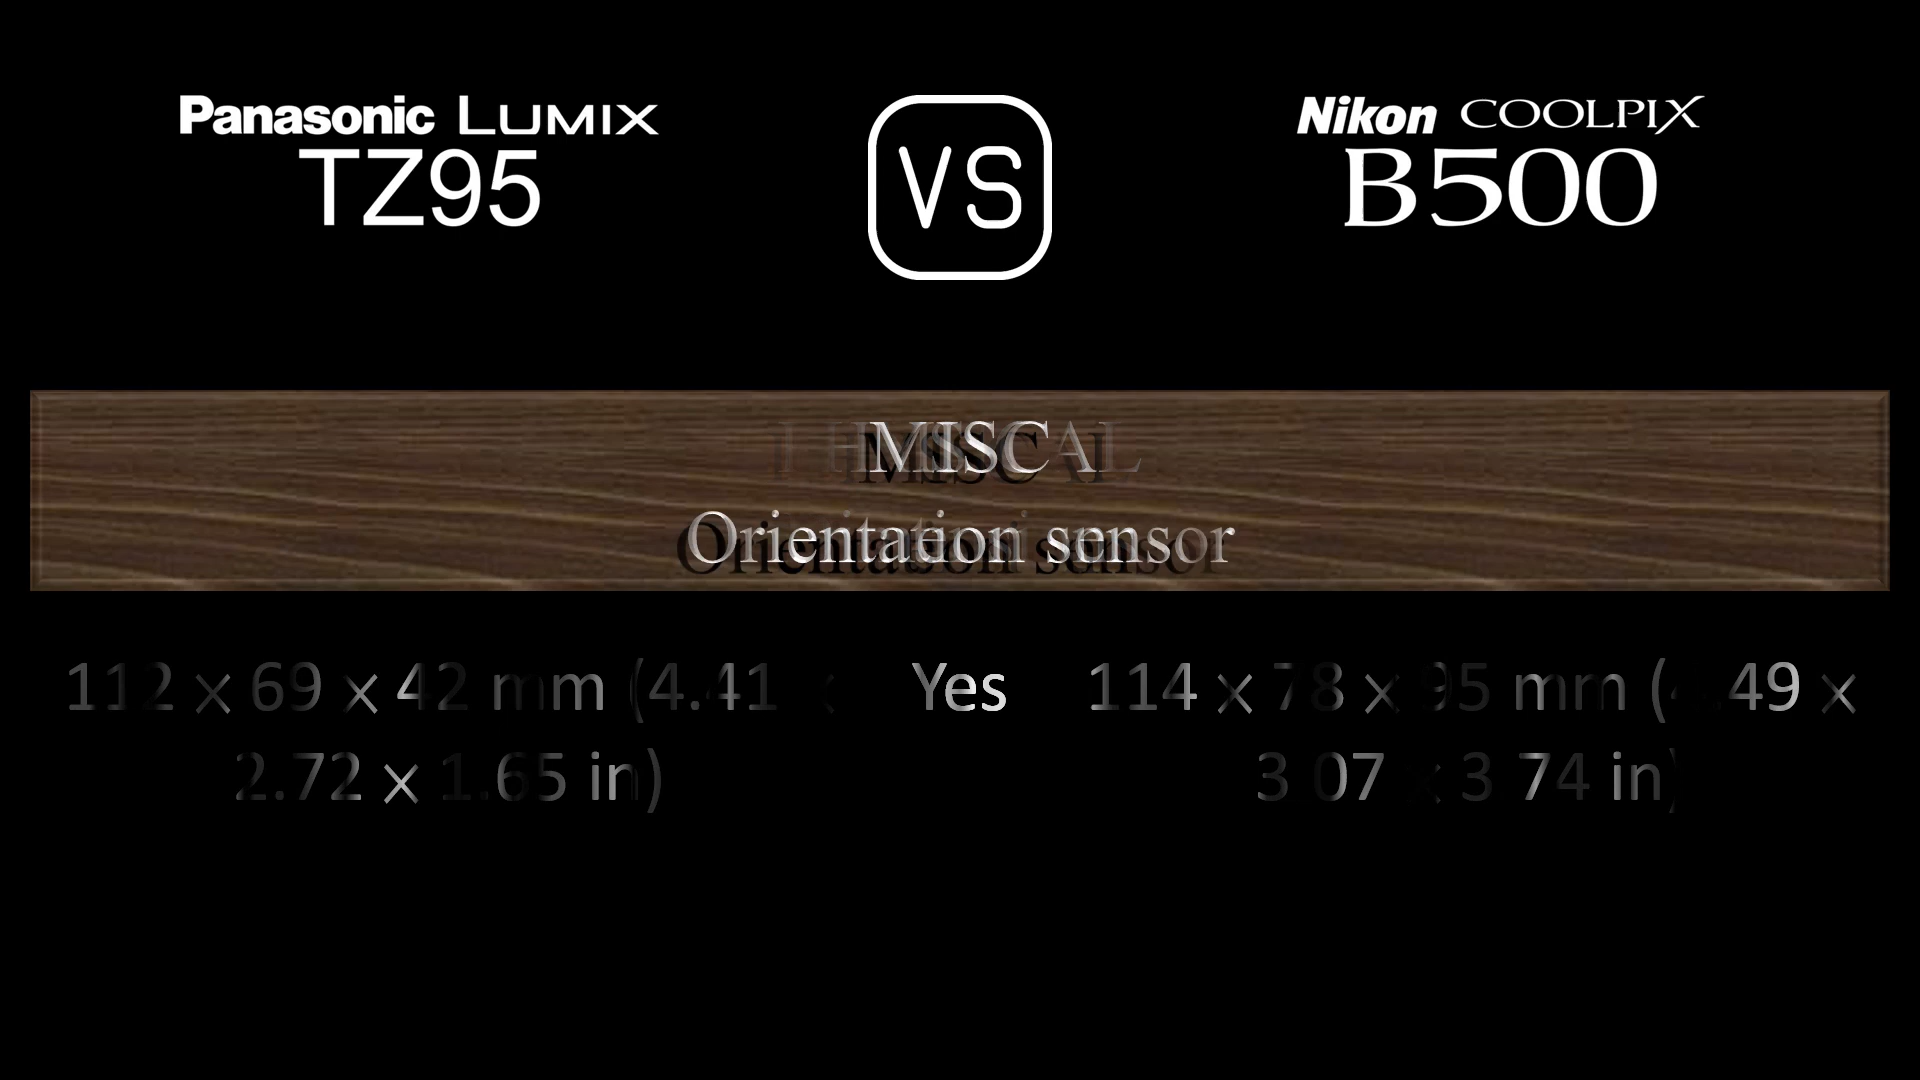 Panasonic LUMIX
TZ95
VS
Nikon COOLPIX
B500
MISC
Orientation sensor
112 x 69 x 42 mm (4.41 x
2.72 x 1.65 in)
Yes
114 x 78 x 95 mm (4.49 x
3.07 x 3.74 in)